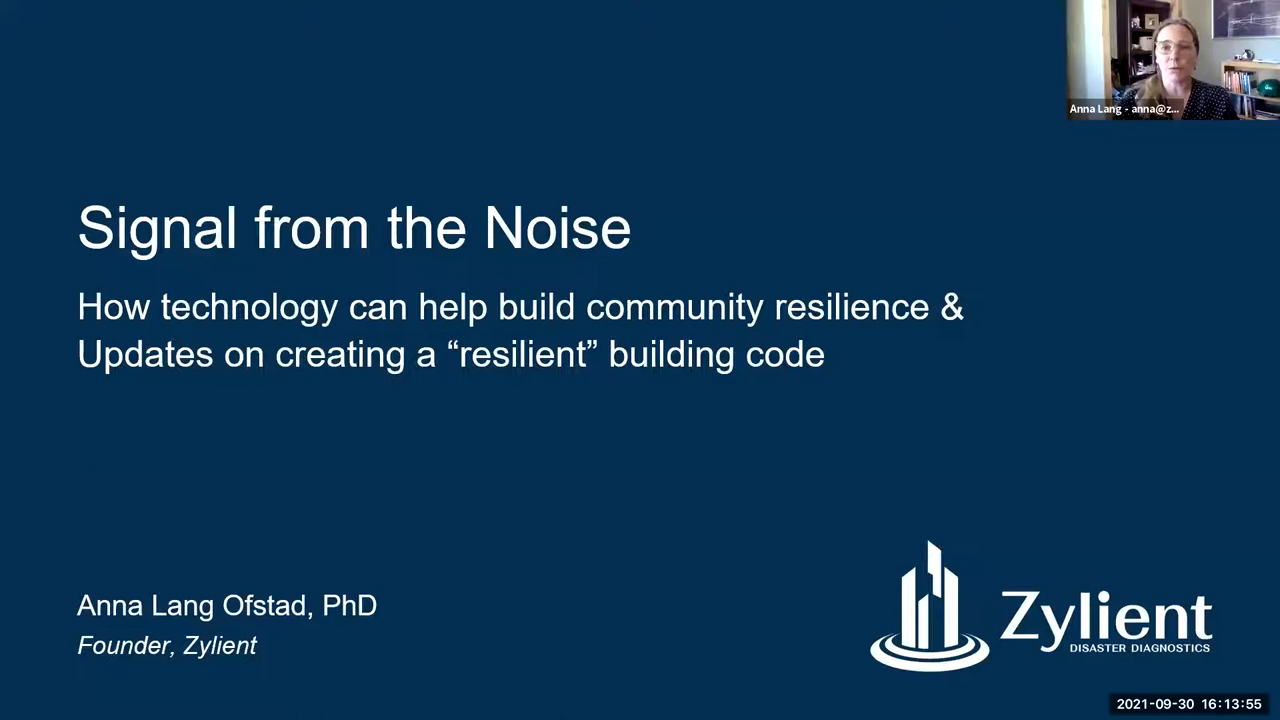 Anna Lang - anna@z...
Signal from the Noise
How technology can help build community resilience &
Updates on creating a “resilient” building code
Anna Lang Ofstad, PhD
Founder, Zylient
Zylient
DISASTER DIAGNOSTICS
2021-09-30 16:13:55